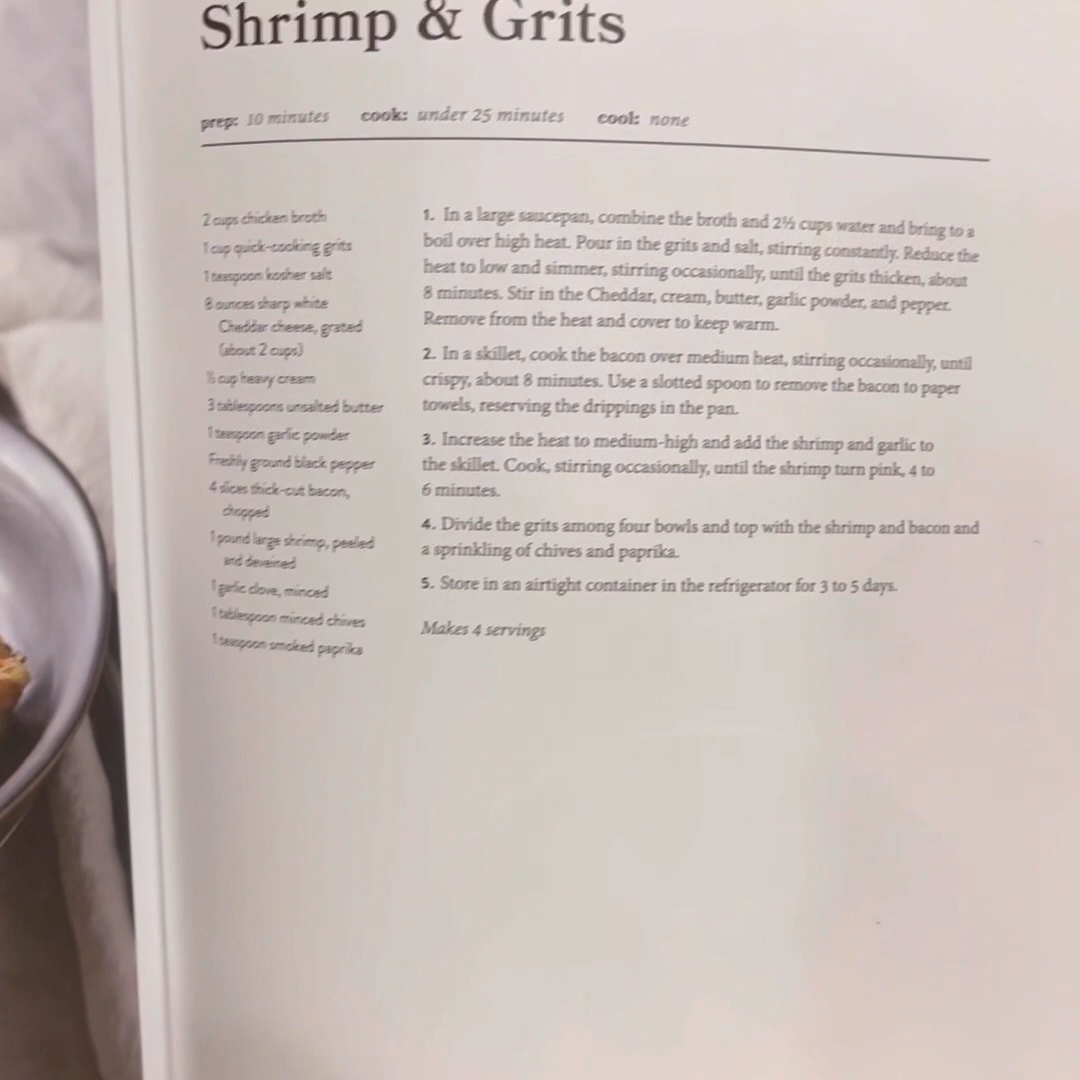 Shrimp & Grits
prep: 10 minutes cook: under 25 minutes cool: none
2 cups chicken broth
1 cup quick-cooking grits
1 teaspoon kosher salt
8 ounces sharp white
Cheddar cheese, grated
(about 2 cups)
cup heavy cream
3 tablespoons unsalted butter
1 teaspoon garlic powder
Freshly ground black pepper
4 slices thick-cut bacon,
chopped
1 pound large shrimp, peeled
and deveined
1 garlic clove, minced
1 tablespoon minced chives
1 teaspoon smoked paprika
1. In a large saucepan, combine the broth and 2½ cups water and bring to a
boil over high heat. Pour in the grits and salt, stirring constantly. Reduce the
heat to low and simmer, stirring occasionally, until the grits thicken, about
8 minutes. Stir in the Cheddar, cream, butter, garlic powder, and pepper.
Remove from the heat and cover to keep warm.
2. In a skillet, cook the bacon over medium heat, stirring occasionally, until
crispy, about 8 minutes. Use a slotted spoon to remove the bacon to paper
towels, reserving the drippings in the pan.
3. Increase the heat to medium-high and add the shrimp and garlic to
the skillet. Cook, stirring occasionally, until the shrimp turn pink, 4 to
6 minutes.
4. Divide the grits among four bowls and top with the shrimp and bacon and
a sprinkling of chives and paprika.
5. Store in an airtight container in the refrigerator for 3 to 5 days.
Makes 4 servings